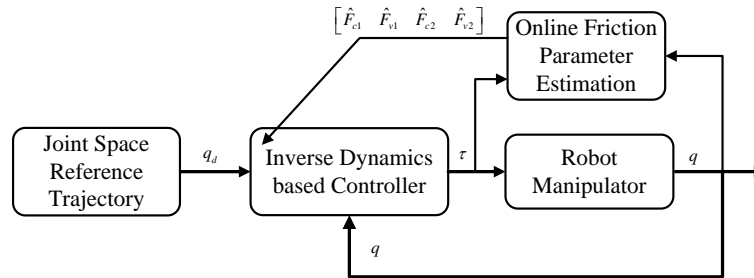 [F̂c1 F̂v1 F̂c2 F̂v2]
Online Friction
Parameter
Estimation
Joint Space
Reference
Trajectory
qd
Inverse Dynamics
based Controller
τ
Robot
Manipulator
q
q